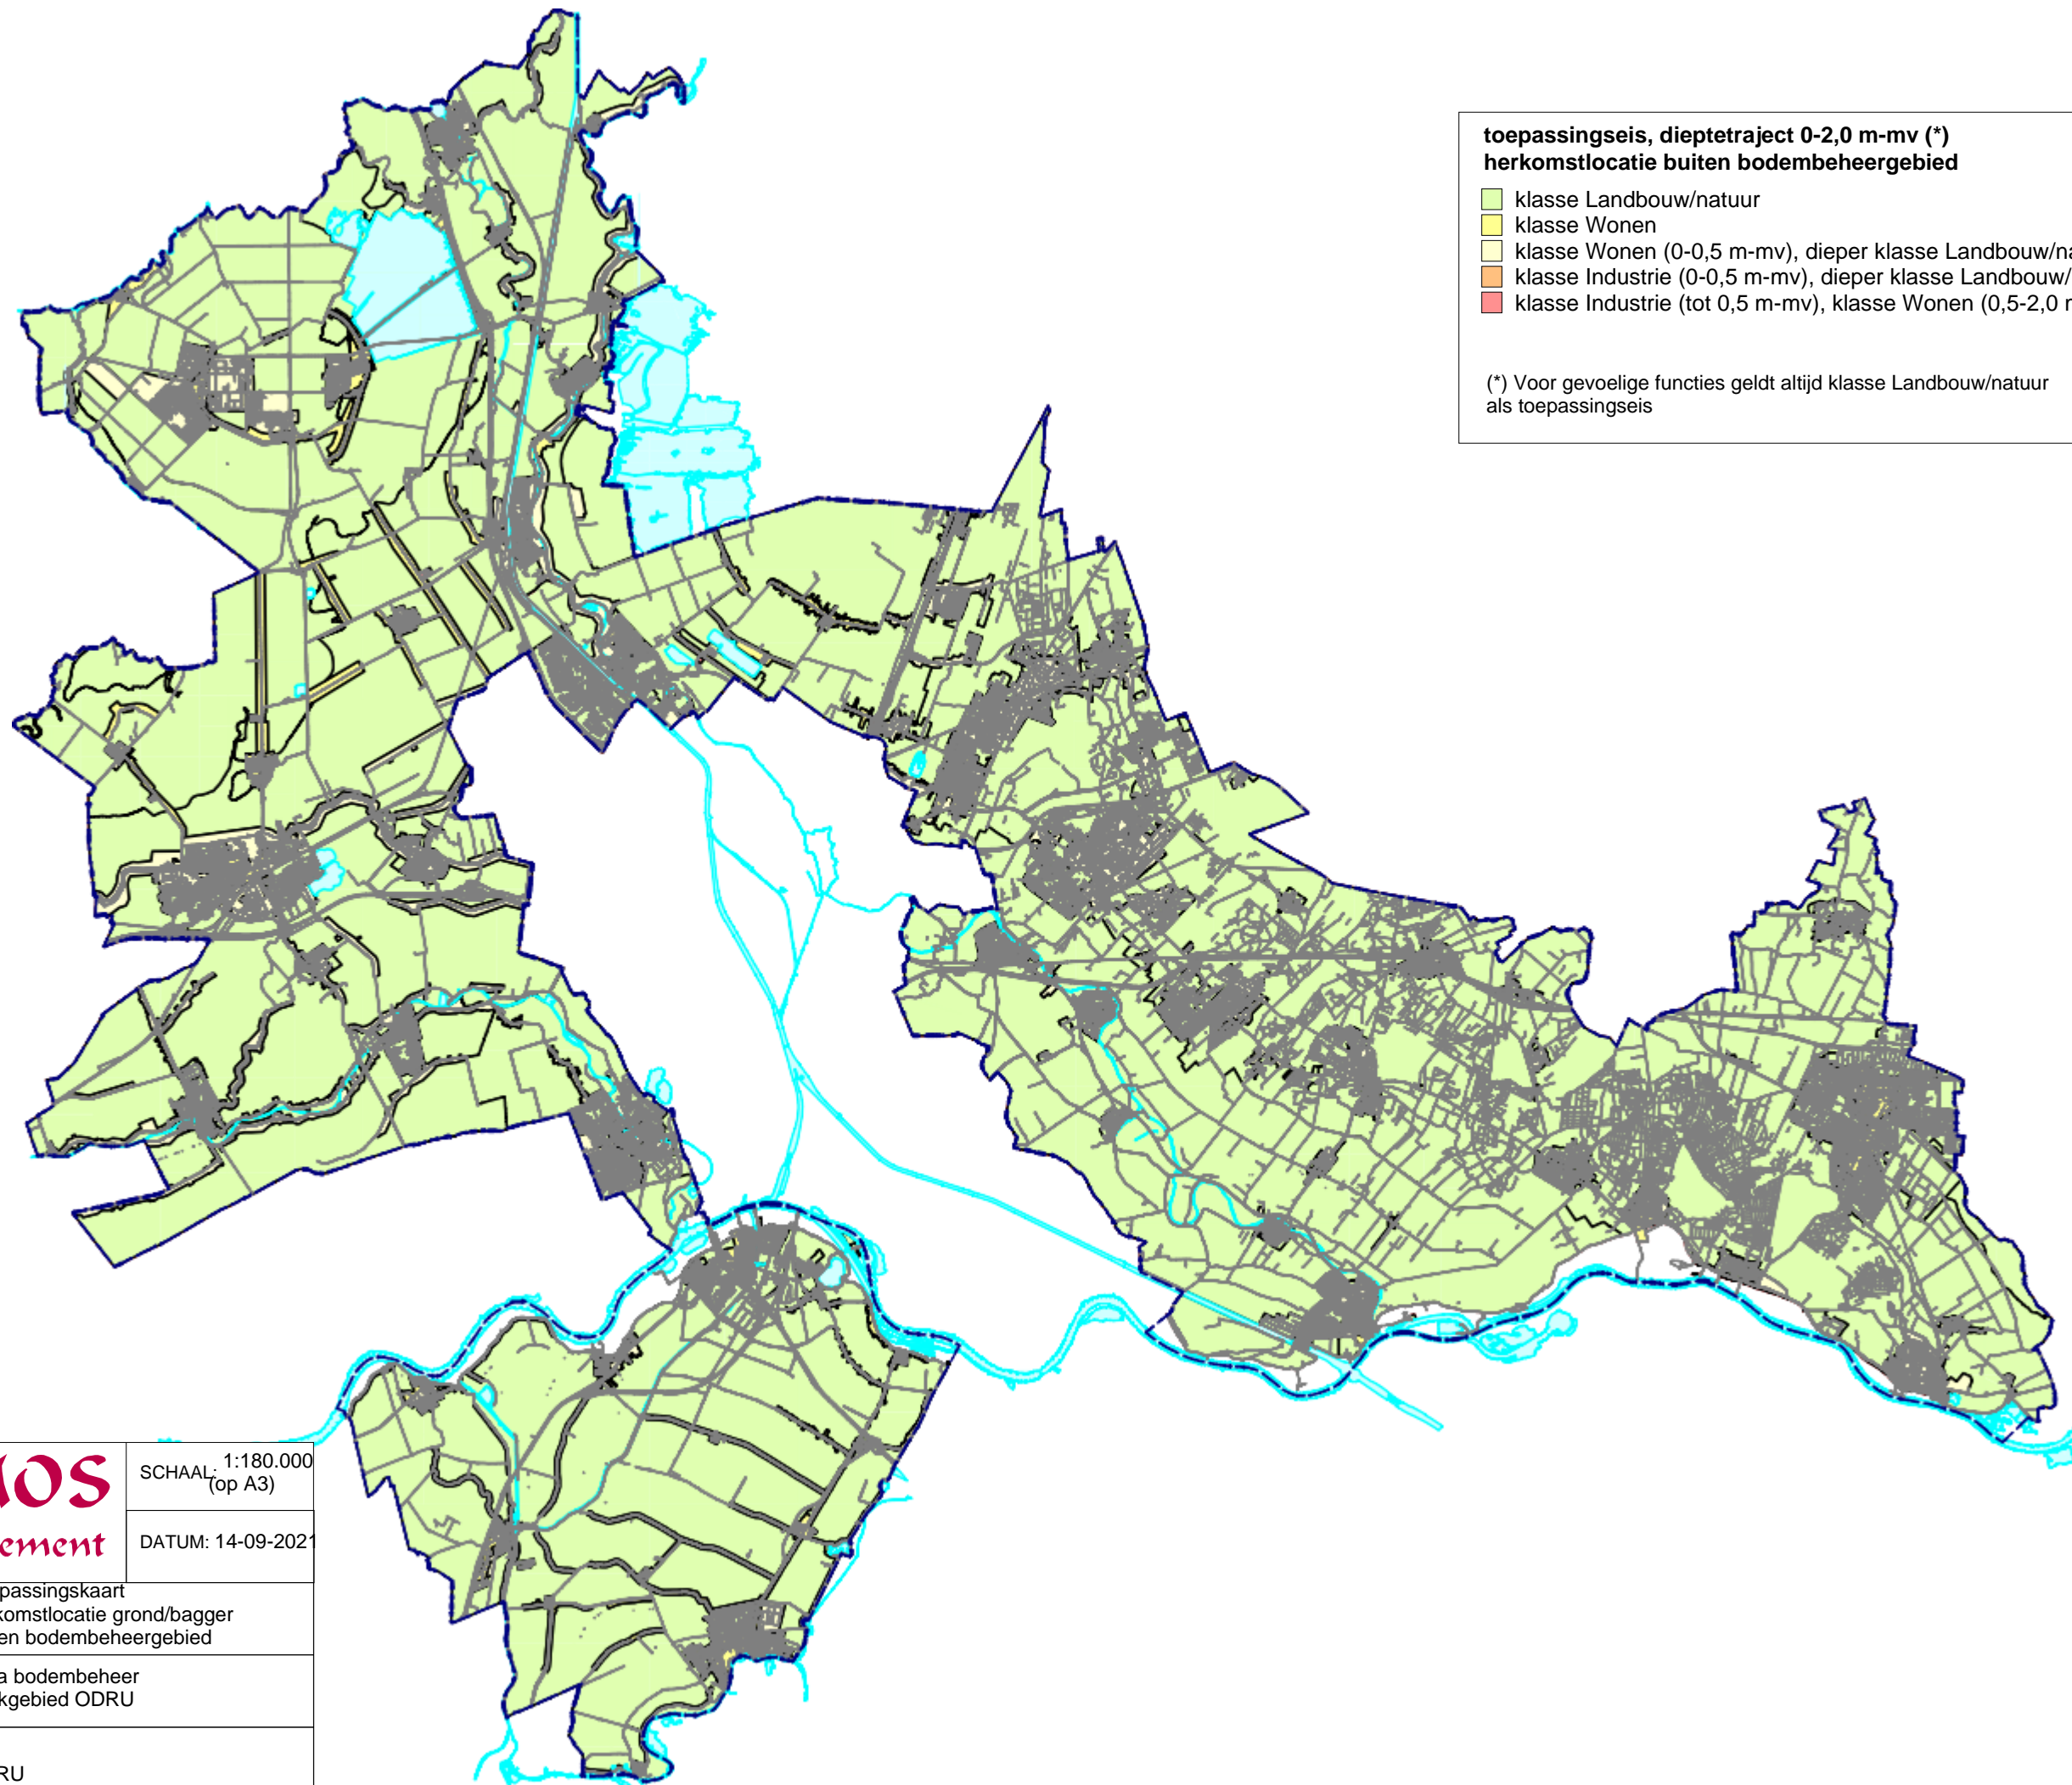 toepassingseis, dieptetraject 0-2,0 m-mv (*)
herkomstlocatie buiten bodembeheergebied
klasse Landbouw/natuur
klasse Wonen
klasse Wonen (0-0,5 m-mv), dieper klasse Landbouw/na
klasse Industrie (0-0,5 m-mv), dieper klasse Landbouw/
klasse Industrie (tot 0,5 m-mv), klasse Wonen (0,5-2,0 m
(*) Voor gevoelige functies geldt altijd klasse Landbouw/natuur
als toepassingseis
OS
ement
SCHAAL: 1:180.000
(op A3)
DATUM: 14-09-2021
passingskaart
komstlocatie grond/bagger
en bodembeheergebied
a bodembeheer
kgebied ODRU
RU